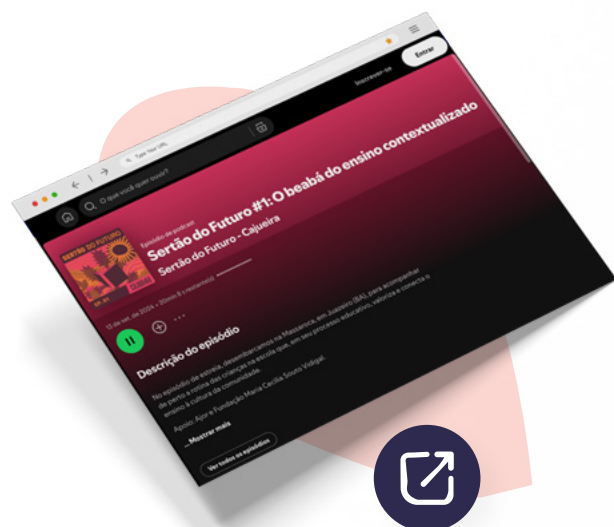 Type Your URL
Inscrever-se
Entrar
O que você quer ouvir?
SERTÃO DO FUTURO
Episódio de podcast
Sertão do Futuro #1: O beabá do ensino contextualizado
Sertão do Futuro - Cajueira
Descrição do episódio
No episódio de estreia, desembarcamos na Massaroca, em Juazeiro (BA), para acompanhar
de perto a rotina das crianças na escola que, em seu processo educativo, valoriza e conecta o
ensino à cultura da comunidade.
Apoio: Ajor e Fundação Maria Cecília Souto Vidigal.
... Mostrar mais
Ver todos os episódios